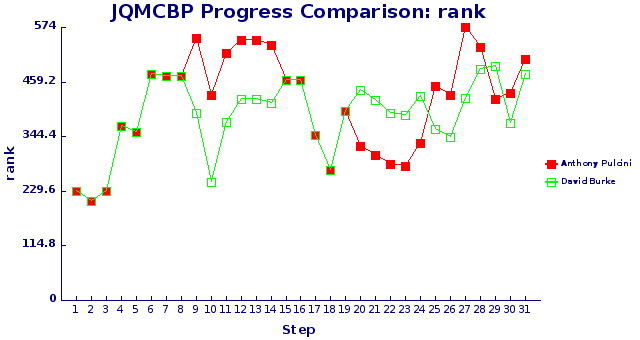 JQMCBP Progress Comparison: rank
574
459.2
344.4
229.6
114.8
0
rank
1 2 3 4 5 6 7 8 9 10 11 12 13 14 15 16 17 18 19 20 21 22 23 24 25 26 27 28 29 30 31
Step
Anthony Pulcini
David Burke